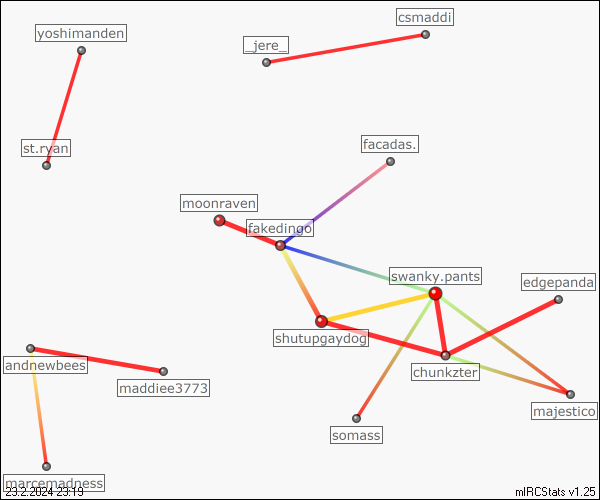 csmaddi
yoshimanden
_jere_
facadas.
st.ryan
moonraven
fakedingo
swanky.pants
edgepanda
shutupgaydog
andnewbees
chunkzter
maddiee3773
majestico
somass
marcemadness
23.2.2024 23:19
mIRCStats v1.25